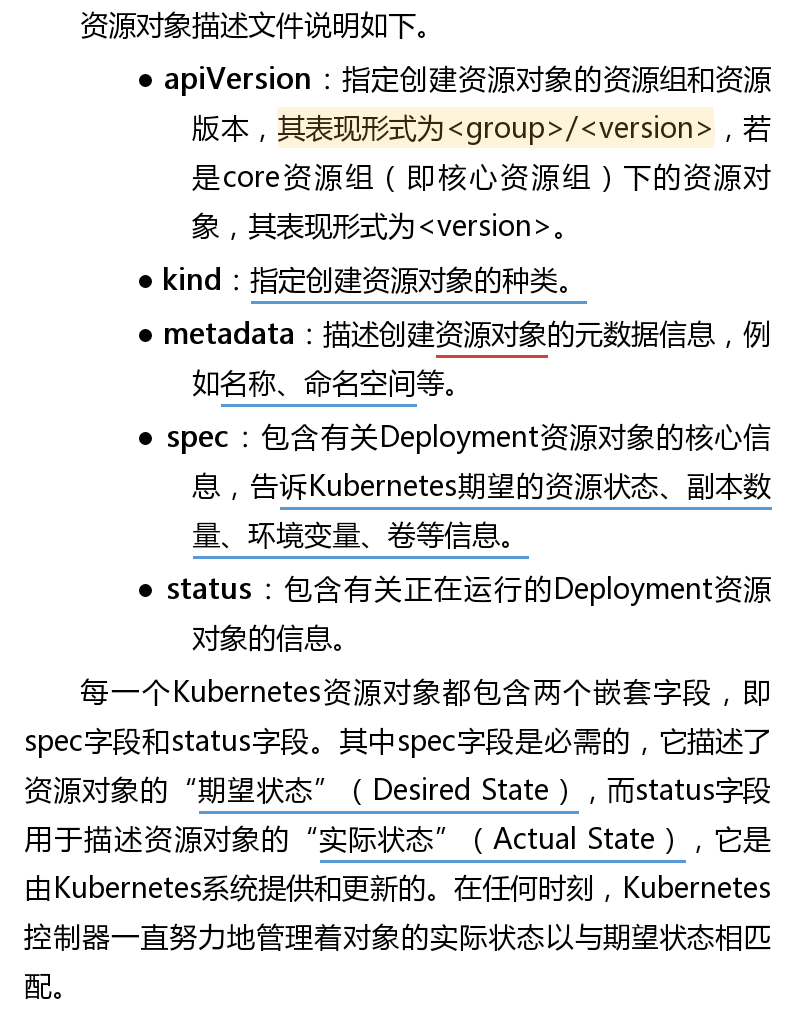 资源对象描述文件说明如下。
● apiVersion：指定创建资源对象的资源组和资源
版本，其表现形式为<group>/<version>，若
是core资源组（即核心资源组）下的资源对
象，其表现形式为<version>。
● kind：指定创建资源对象的种类。
● metadata：描述创建资源对象的元数据信息，例
如名称、命名空间等。
● spec：包含有关Deployment资源对象的核心信
息，告诉Kubernetes期望的资源状态、副本数
量、环境变量、卷等信息。
● status：包含有关正在运行的Deployment资源
对象的信息。
每一个Kubernetes资源对象都包含两个嵌套字段，即
spec字段和status字段。其中spec字段是必需的，它描述了
资源对象的“期望状态”（Desired State），而status字段
用于描述资源对象的“实际状态”（Actual State），它是
由Kubernetes系统提供和更新的。在任何时刻，Kubernetes
控制器一直努力地管理着对象的实际状态以与期望状态相匹
配。